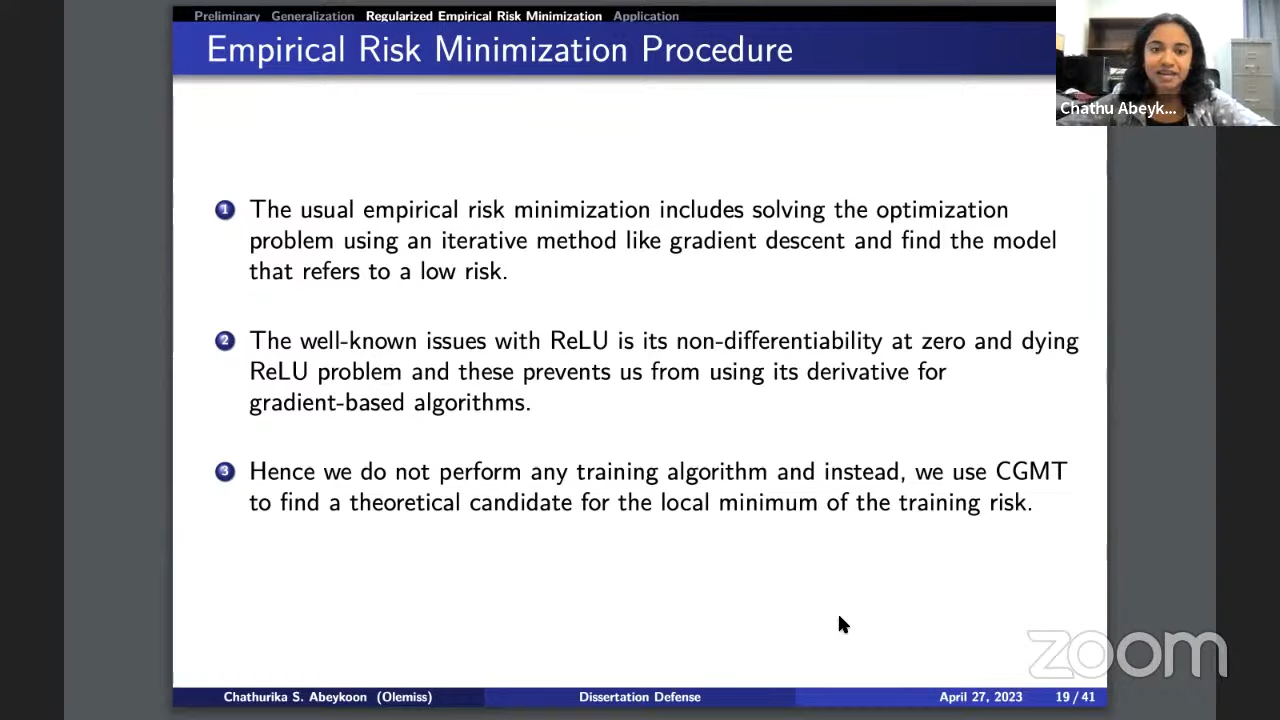 Preliminary Generalization Regularized Empirical Risk Minimization Application
Empirical Risk Minimization Procedure
Chathu Abeyk...
1 The usual empirical risk minimization includes solving the optimization
problem using an iterative method like gradient descent and find the model
that refers to a low risk.
2 The well-known issues with ReLU is its non-differentiability at zero and dying
ReLU problem and these prevents us from using its derivative for
gradient-based algorithms.
3 Hence we do not perform any training algorithm and instead, we use CGMT
to find a theoretical candidate for the local minimum of the training risk.
zoom
Chathurika S. Abeykoon (Olemiss) Dissertation Defense April 27, 2023 19 / 41